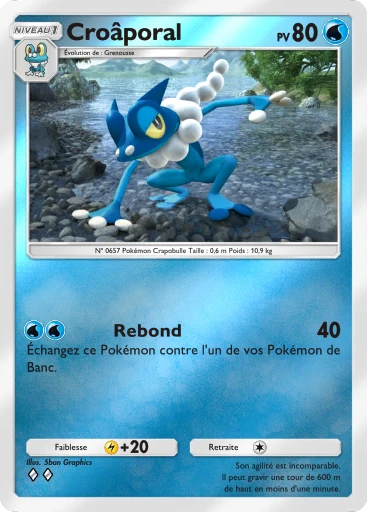 NIVEAU 1
Croâporal
PV 80
Évolution de : Grenousse
N° 0657 Pokémon Crapobulle Taille : 0,6 m Poids : 10,9 kg
Rebond 40
Échangez ce Pokémon contre l'un de vos Pokémon de
Banc.
Faiblesse +20
Retraite
Illus. 5ban Graphics
Son agilité est incomparable.
Il peut gravir une tour de 600 m
de haut en moins d'une minute.